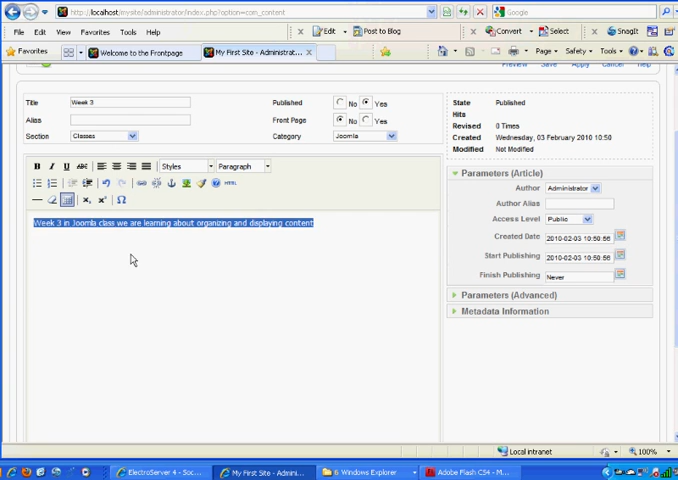 http://localhost/mysite/administrator/index.php?option=com_content
Google
File Edit View Favorites Tools Help
Edit Post to Blog Convert Select SnagIt
Favorites Welcome to the Frontpage My First Site - Administrat... Page Safety Tools
Preview Save Apply Cancel Help
Title Week 3 Published No Yes
Alias Front Page No Yes
Section Classes Category Joomla
State Published
Hits
Revised 0 Times
Created Wednesday, 03 February 2010 10:50
Modified Not Modified
B I U ABC Styles Paragraph
HTML
Week 3 in Joomla class we are learning about organizing and displaying content
Parameters (Article)
Author Administrator
Author Alias
Access Level Public
Created Date 2010-02-03 10:50:56
Start Publishing 2010-02-03 10:50:56
Finish Publishing Never
Parameters (Advanced)
Metadata Information
Local intranet 100%
ElectroServer 4 - Soc... My First Site - Admini... 6 Windows Explorer Adobe Flash CS4 - M...